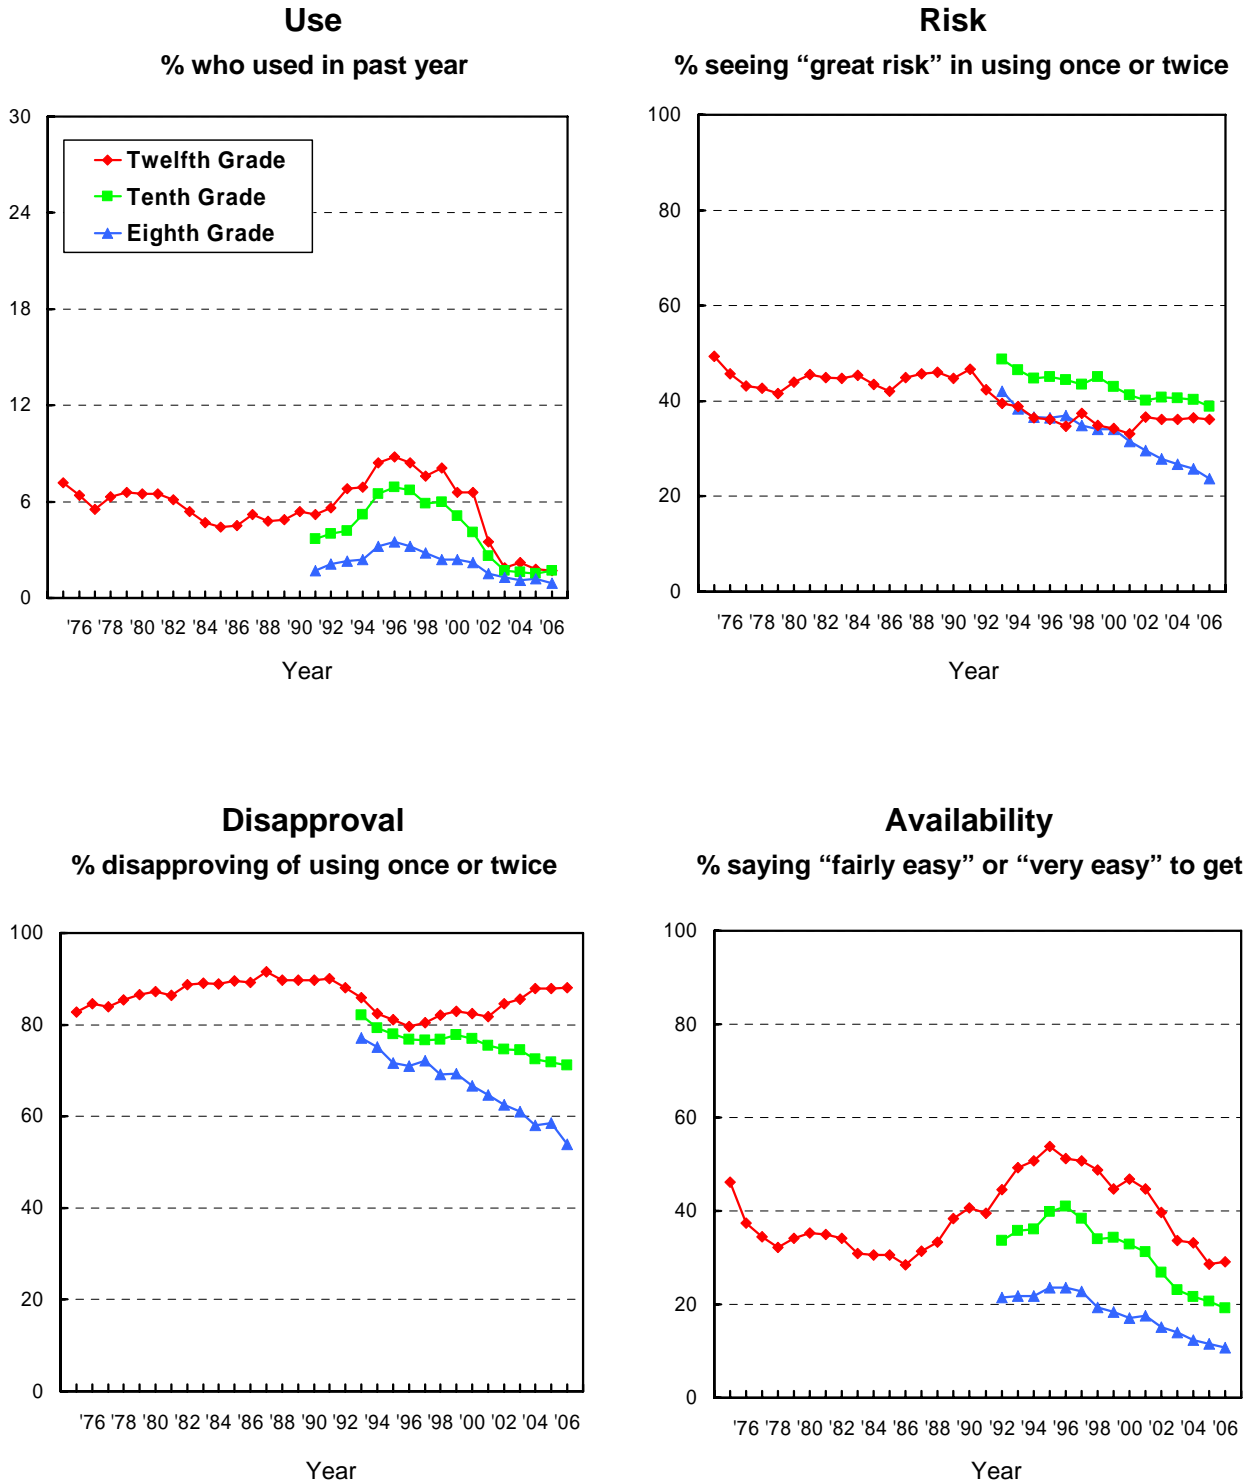 Use
% who used in past year
30
24
18
12
6
0
Twelfth Grade
Tenth Grade
Eighth Grade
'76 '78 '80 '82 '84 '86 '88 '90 '92 '94 '96 '98 '00 '02 '04 '06
Year
Risk
% seeing “great risk” in using once or twice
100
80
60
40
20
0
'76 '78 '80 '82 '84 '86 '88 '90 '92 '94 '96 '98 '00 '02 '04 '06
Year
Disapproval
% disapproving of using once or twice
100
80
60
40
20
0
'76 '78 '80 '82 '84 '86 '88 '90 '92 '94 '96 '98 '00 '02 '04 '06
Year
Availability
% saying “fairly easy” or “very easy” to get
100
80
60
40
20
0
'76 '78 '80 '82 '84 '86 '88 '90 '92 '94 '96 '98 '00 '02 '04 '06
Year